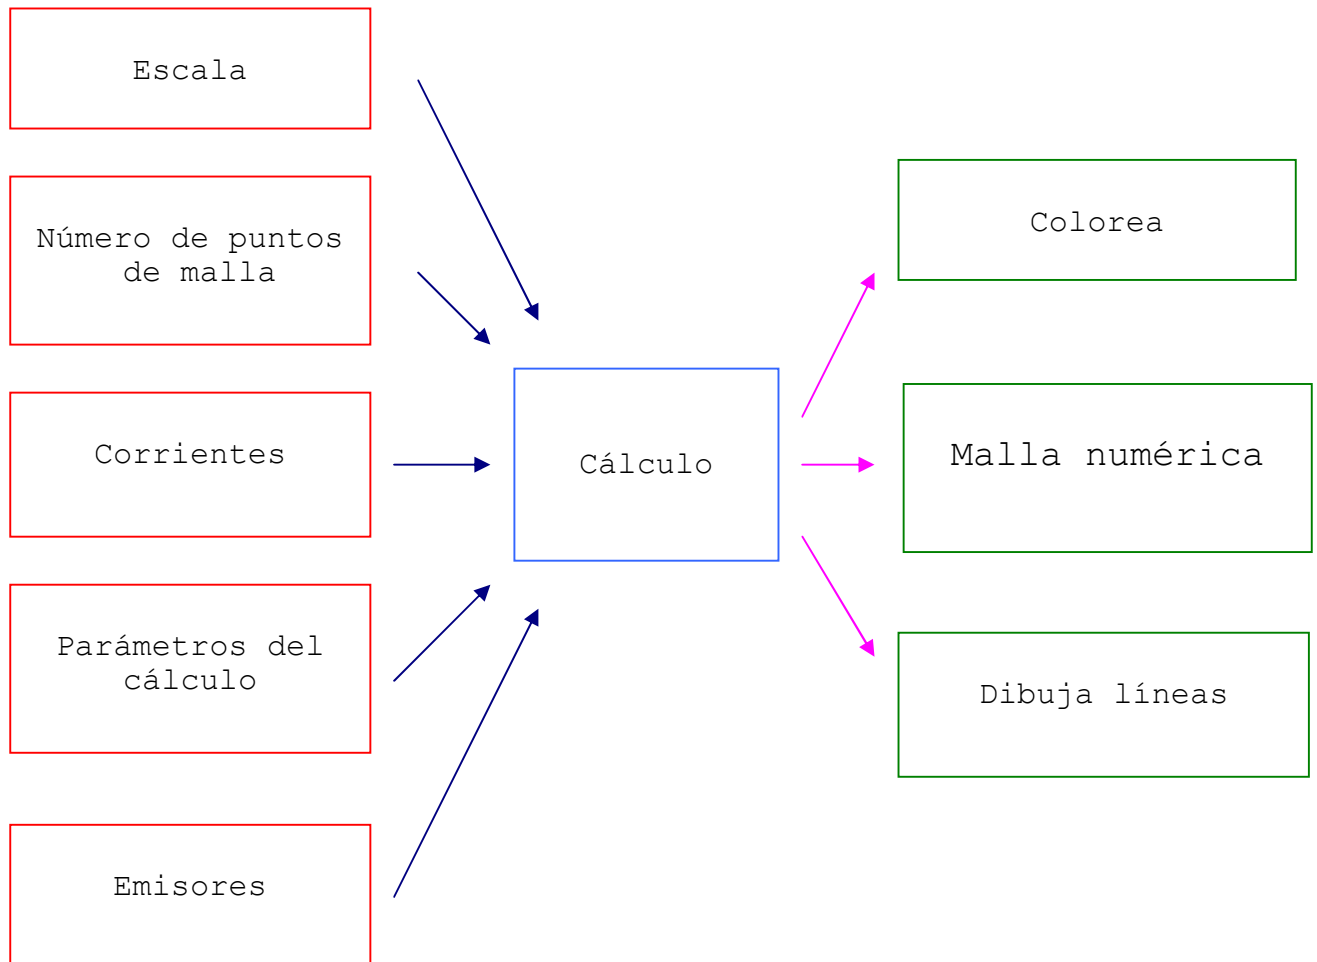 Escala
Número de puntos
de malla
Corrientes
Parámetros del
cálculo
Emisores
Cálculo
Colorea
Malla numérica
Dibuja líneas